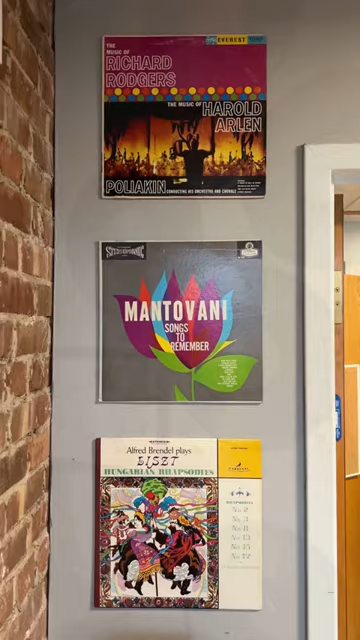 EVEREST
THE
MUSIC OF
RICHARD
RODGERS
THE MUSIC OF HAROLD
ARLEN
POLIAKIN CONDUCTING HIS ORCHESTRA AND CHORALE
STEREOPHONIC
MANTOVANI
SONGS
TO
REMEMBER
Alfred Brendel plays
LISZT
HUNGARIAN RHAPSODIES
RHAPSODIES
No. 2
No. 3
No. 8
No. 13
No. 15
No. 17